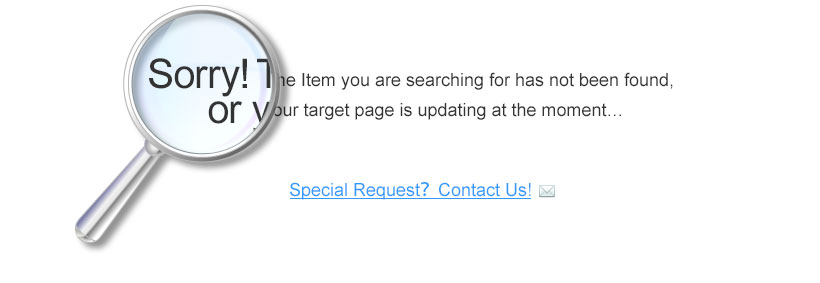 Sorry! The Item you are searching for has not been found,
or your target page is updating at the moment…
Special Request? Contact Us!